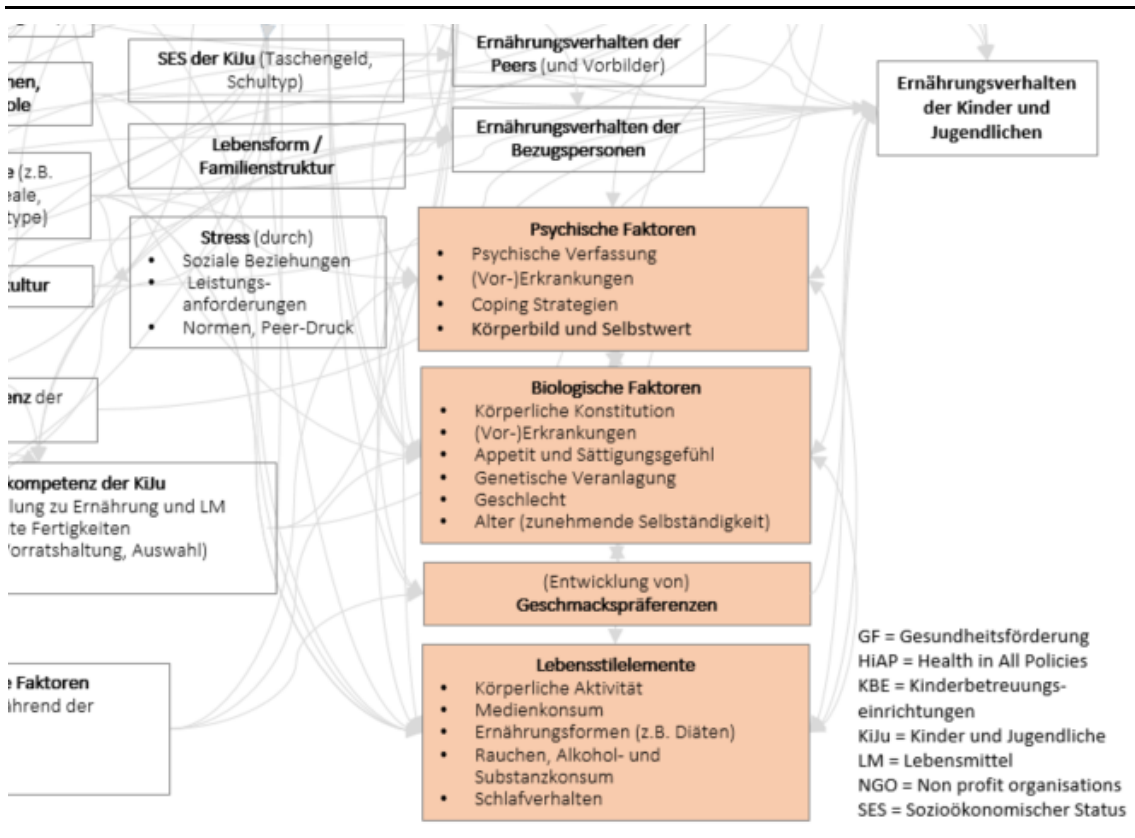 SES der KiJu (Taschengeld,
Schultyp)
Ernährungsverhalten der
Peers (und Vorbilder)
Ernährungsverhalten
der Kinder und
Jugendlichen
Lebensform /
Familienstruktur
Ernährungsverhalten der
Bezugspersonen
(z.B.
Stress (durch)
• Soziale Beziehungen
• Leistungs-
anforderungen
• Normen, Peer-Druck
Psychische Faktoren
• Psychische Verfassung
• (Vor-)Erkrankungen
• Coping Strategien
• Körperbild und Selbstwert
der
Biologische Faktoren
• Körperliche Konstitution
• (Vor-)Erkrankungen
• Appetit und Sättigungsgefühl
• Genetische Veranlagung
• Geschlecht
• Alter (zunehmende Selbständigkeit)
kompetenz der KiJu
llung zu Ernährung und LM
te Fertigkeiten
Vorratshaltung, Auswahl)
(Entwicklung von)
Geschmackspräferenzen
e Faktoren
ährend der
Lebensstilelemente
• Körperliche Aktivität
• Medienkonsum
• Ernährungsformen (z.B. Diäten)
• Rauchen, Alkohol- und
Substanzkonsum
• Schlafverhalten
GF = Gesundheitsförderung
HiAP = Health in All Policies
KBE = Kinderbetreuungs-
einrichtungen
KiJu = Kinder und Jugendliche
LM = Lebensmittel
NGO = Non profit organisations
SES = Sozioökonomischer Status